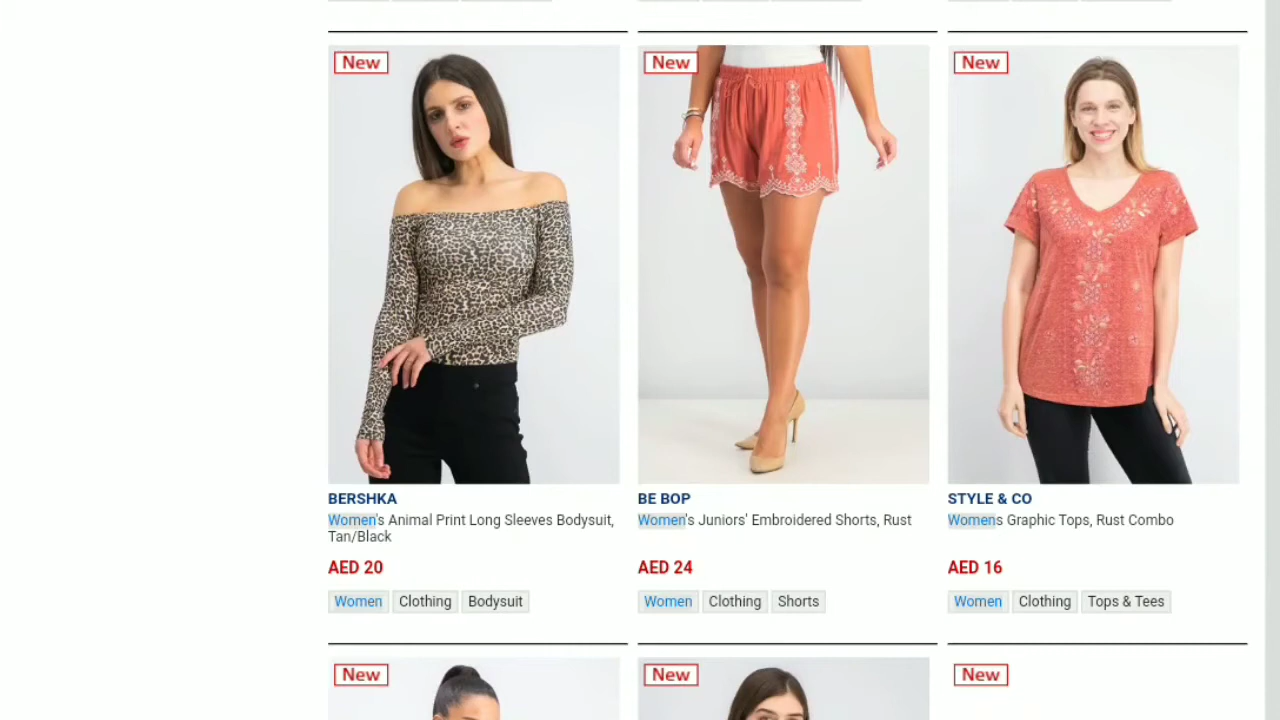 New
New
New
BERSHKA
Women's Animal Print Long Sleeves Bodysuit,
Tan/Black
AED 20
Women Clothing Bodysuit
BE BOP
Women's Juniors' Embroidered Shorts, Rust
AED 24
Women Clothing Shorts
STYLE & CO
Womens Graphic Tops, Rust Combo
AED 16
Women Clothing Tops & Tees
New
New
New